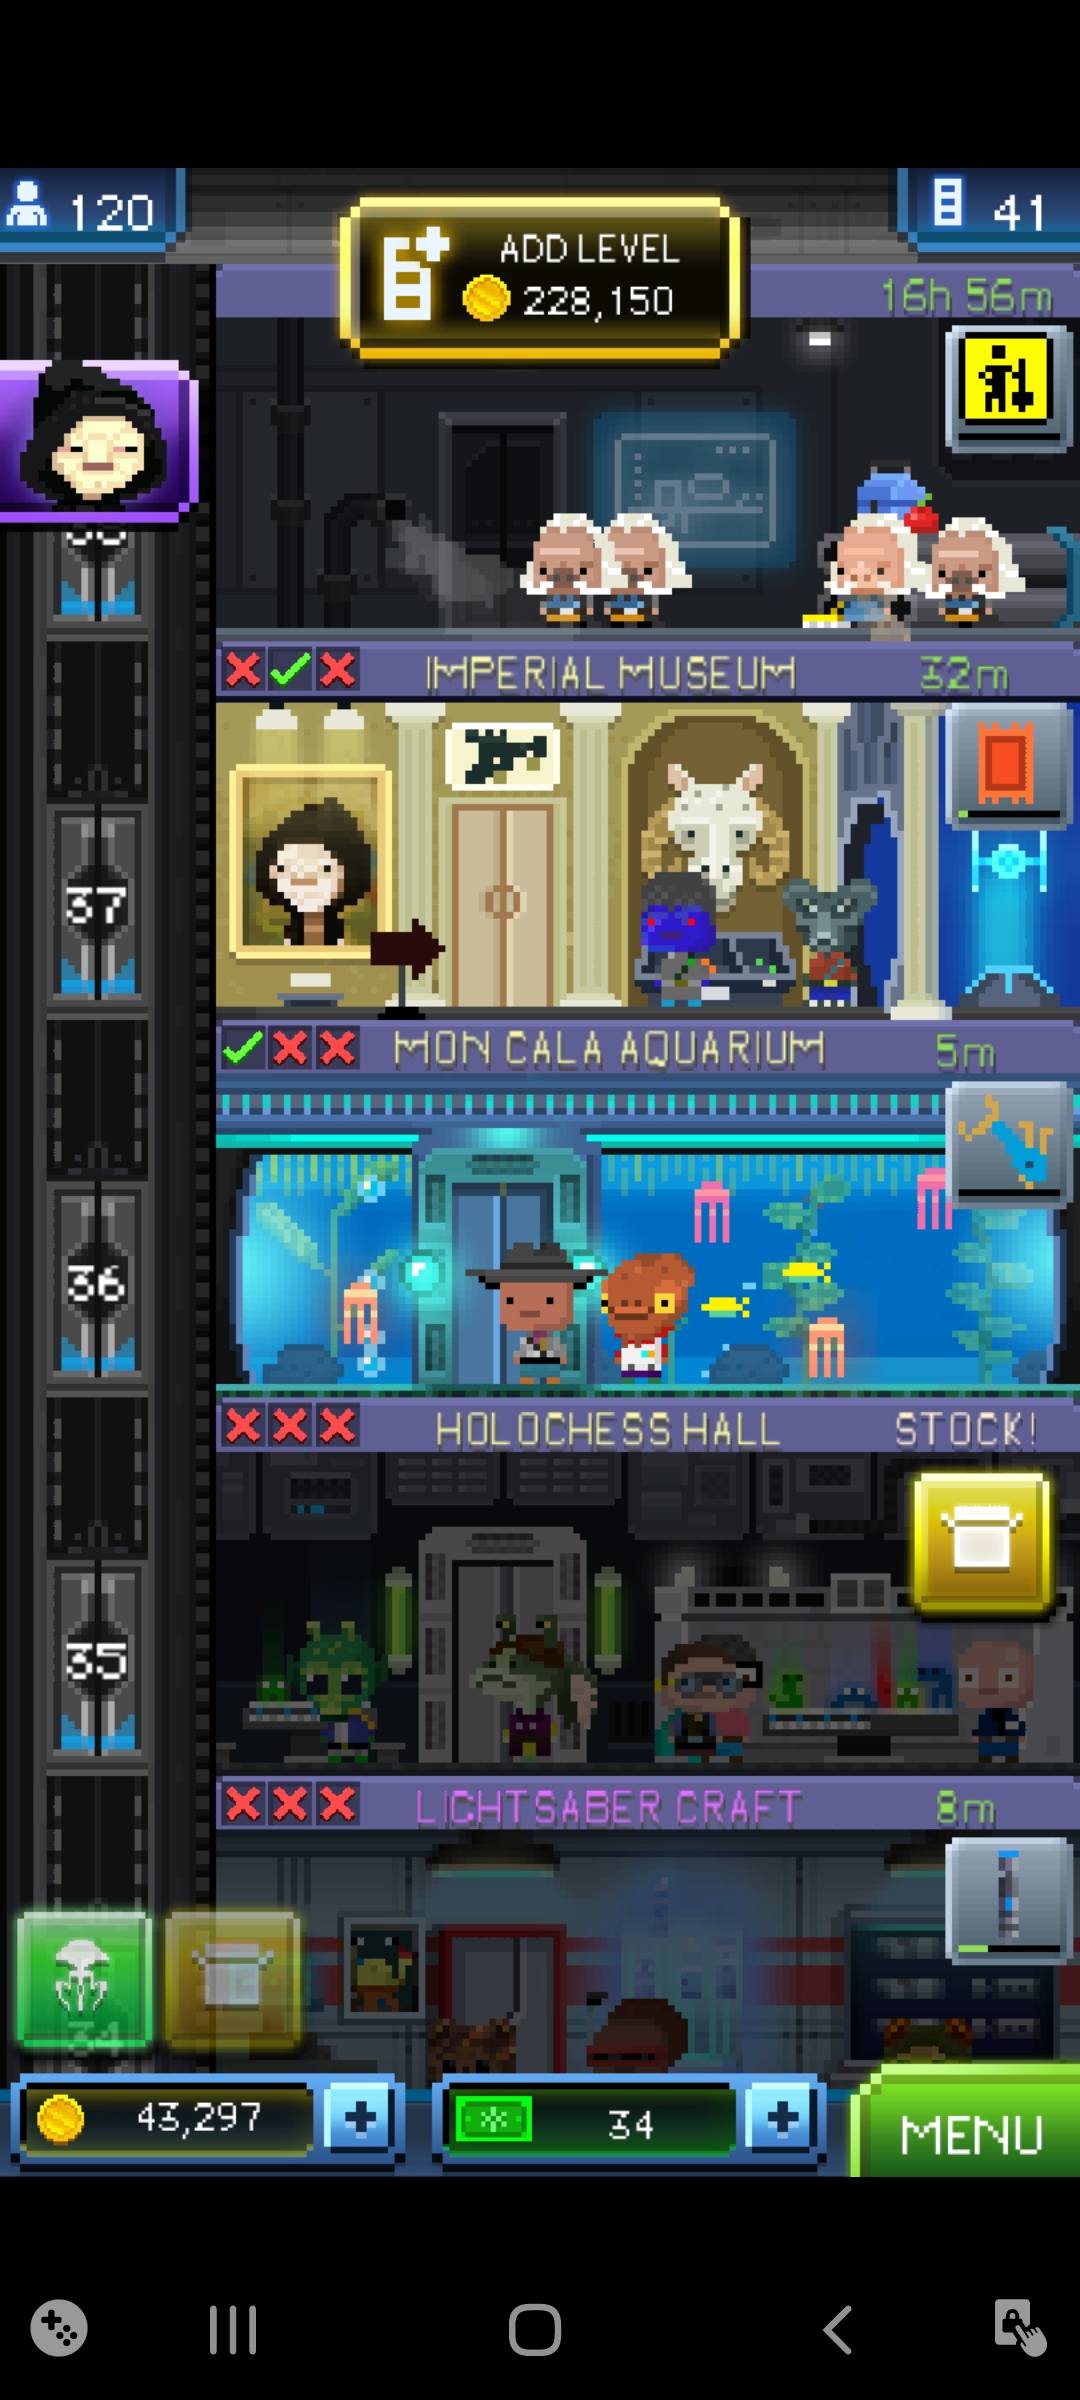 120
41
ADD LEVEL
228,150
16h 56m
IMPERIAL MUSEUM 32m
37
MON CALA AQUARIUM 5m
36
HOLOCHESS HALL STOCK!
35
LIGHTSABER CRAFT 8m
34
43,297
34
MENU